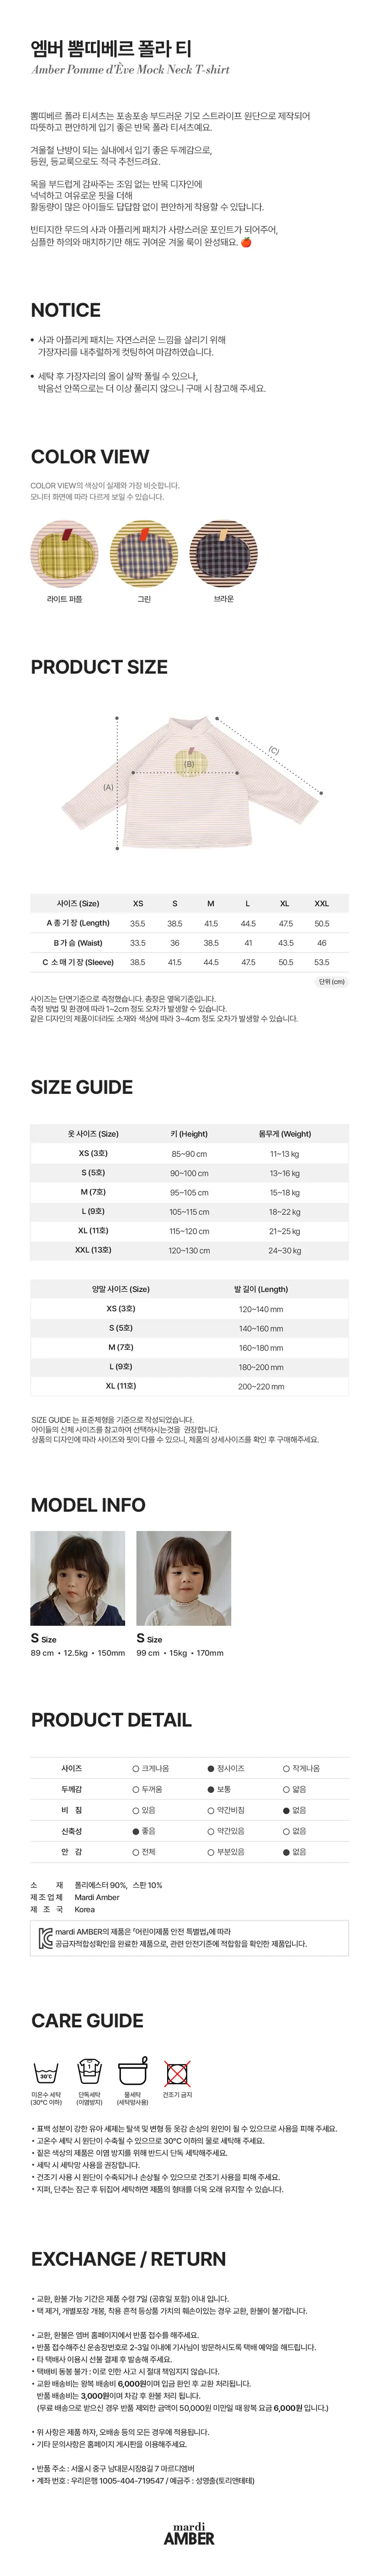 엠버 뽐띠베르 폴라 티
Amber Pomme d'Ève Mock Neck T-shirt
뽐띠베르 폴라 티셔츠는 포송포송 부드러운 기모 스트라이프 원단으로 제작되어
따뜻하고 편안하게 입기 좋은 반목 폴라 티셔츠예요.
겨울철 난방이 되는 실내에서 입기 좋은 두께감으로,
등원, 등교룩으로도 적극 추천드려요.
목을 부드럽게 감싸주는 조임 없는 반목 디자인에
넉넉하고 여유로운 핏을 더해
활동량이 많은 아이들도 답답함 없이 편안하게 착용할 수 있답니다.
빈티지한 무드의 사과 아플리케 패치가 사랑스러운 포인트가 되어주어,
심플한 하의와 매치하기만 해도 귀여운 겨울 룩이 완성돼요. 🍎
NOTICE
• 사과 아플리케 패치는 자연스러운 느낌을 살리기 위해
가장자리를 내추럴하게 컷팅하여 마감하였습니다.
• 세탁 후 가장자리의 올이 살짝 풀릴 수 있으나,
박음선 안쪽으로는 더 이상 풀리지 않으니 구매 시 참고해 주세요.
COLOR VIEW
COLOR VIEW의 색상이 실제와 가장 비슷합니다.
모니터 화면에 따라 다르게 보일 수 있습니다.
라이트 퍼플 그린 브라운
PRODUCT SIZE
(A) (B) (C)
사이즈 (Size) XS S M L XL XXL
A 총 기 장 (Length) 35.5 38.5 41.5 44.5 47.5 50.5
B 가 슴 (Waist) 33.5 36 38.5 41 43.5 46
C 소 매 기 장 (Sleeve) 38.5 41.5 44.5 47.5 50.5 53.5
단위 (cm)
사이즈는 단면기준으로 측정했습니다. 총장은 옆목기준입니다.
측정 방법 및 환경에 따라 1~2cm 정도 오차가 발생할 수 있습니다.
같은 디자인의 제품이더라도 소재와 색상에 따라 3~4cm 정도 오차가 발생할 수 있습니다.
SIZE GUIDE
옷 사이즈 (Size) 키 (Height) 몸무게 (Weight)
XS (3호) 85~90 cm 11~13 kg
S (5호) 90~100 cm 13~16 kg
M (7호) 95~105 cm 15~18 kg
L (9호) 105~115 cm 18~22 kg
XL (11호) 115~120 cm 21~25 kg
XXL (13호) 120~130 cm 24~30 kg
양말 사이즈 (Size) 발 길이 (Length)
XS (3호) 120~140 mm
S (5호) 140~160 mm
M (7호) 160~180 mm
L (9호) 180~200 mm
XL (11호) 200~220 mm
SIZE GUIDE 는 표준체형을 기준으로 작성되었습니다.
아이들의 신체 사이즈를 참고하여 선택하시는것을 권장합니다.
상품의 디자인에 따라 사이즈와 핏이 다를 수 있으니, 제품의 상세사이즈를 확인 후 구매해주세요.
MODEL INFO
S Size S Size
89 cm • 12.5kg • 150mm 99 cm • 15kg • 170mm
PRODUCT DETAIL
사이즈 ○ 크게나옴 ● 정사이즈 ○ 작게나옴
두께감 ○ 두꺼움 ● 보통 ○ 얇음
비 침 ○ 있음 ○ 약간비침 ● 없음
신축성 ● 좋음 ○ 약간있음 ○ 없음
안 감 ○ 전체 ○ 부분있음 ● 없음
소 재 폴리에스터 90%, 스판 10%
제 조 업 체 Mardi Amber
제 조 국 Korea
mardi AMBER의 제품은 「어린이제품 안전 특별법」에 따라
공급자적합성확인을 완료한 제품으로, 관련 안전기준에 적합함을 확인한 제품입니다.
CARE GUIDE
30°C
미온수 세탁 단독세탁 물세탁 건조기 금지
(30°C 이하) (이염방지) (세탁망사용)
• 표백 성분이 강한 유아 세제는 탈색 및 변형 등 옷감 손상의 원인이 될 수 있으므로 사용을 피해 주세요.
• 고온수 세탁 시 원단이 수축될 수 있으므로 30°C 이하의 물로 세탁해 주세요.
• 짙은 색상의 제품은 이염 방지를 위해 반드시 단독 세탁해주세요.
• 세탁 시 세탁망 사용을 권장합니다.
• 건조기 사용 시 원단이 수축되거나 손상될 수 있으므로 건조기 사용을 피해 주세요.
• 지퍼, 단추는 잠근 후 뒤집어 세탁하면 제품의 형태를 더욱 오래 유지할 수 있습니다.
EXCHANGE / RETURN
• 교환, 환불 가능 기간은 제품 수령 7일 (공휴일 포함) 이내 입니다.
• 택 제거, 개별포장 개봉, 착용 흔적 등상품 가치의 훼손이있는 경우 교환, 환불이 불가합니다.
• 교환, 환불은 엠버 홈페이지에서 반품 접수를 해주세요.
• 반품 접수해주신 운송장번호로 2-3일 이내에 기사님이 방문하시도록 택배 예약을 해드립니다.
• 타 택배사 이용시 선불 결제 후 발송해 주세요.
• 택배비 동봉 불가 : 이로 인한 사고 시 절대 책임지지 않습니다.
• 교환 배송비는 왕복 배송비 6,000원이며 입금 환인 후 교환 처리됩니다.
반품 배송비는 3,000원이며 차감 후 환불 처리 됩니다.
(무료 배송으로 받으신 경우 반품 제외한 금액이 50,000원 미만일 때 왕복 요금 6,000원 입니다.)
• 위 사항은 제품 하자, 오배송 등의 모든 경우에 적용됩니다.
• 기타 문의사항은 홈페이지 게시판을 이용해주세요.
• 반품 주소 : 서울시 중구 남대문시장8길 7 마르디엠버
• 계좌 번호 : 우리은행 1005-404-719547 / 예금주 : 성영출(토리앤테테)
mardi
AMBER